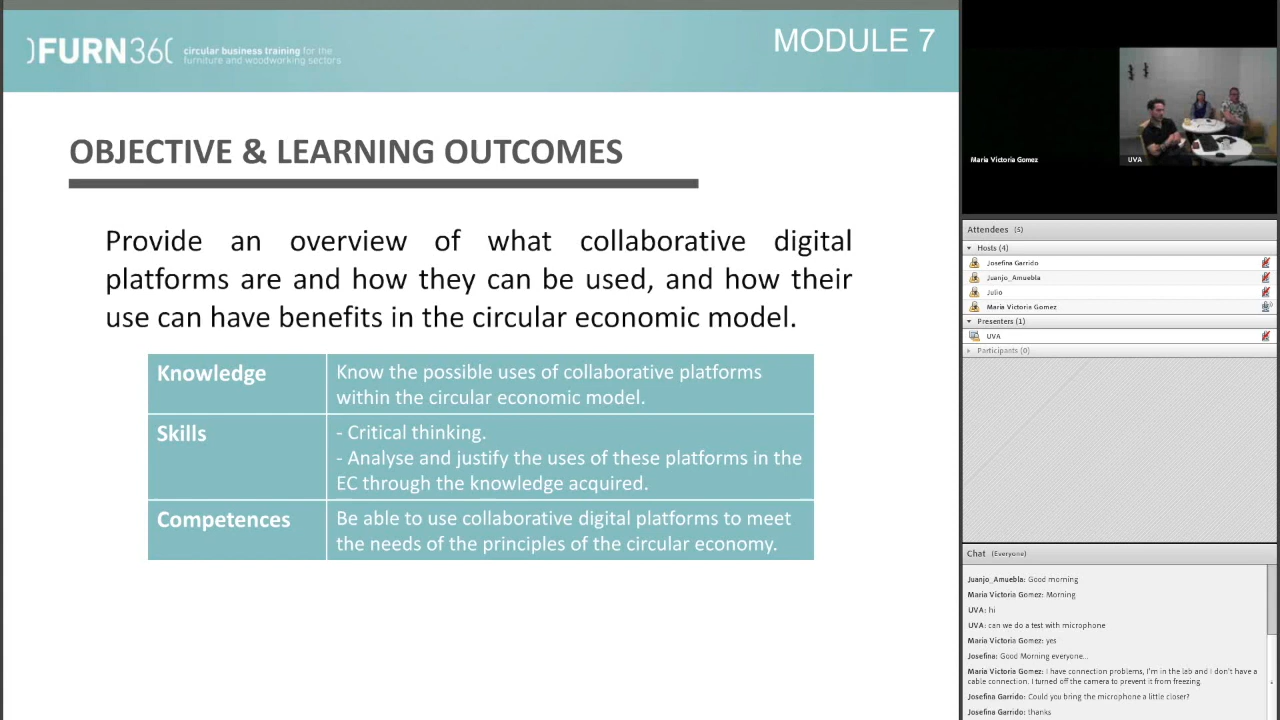 )FURN36(
circular business training for the
furniture and woodworking sectors
MODULE 7
OBJECTIVE & LEARNING OUTCOMES
Provide an overview of what collaborative digital
platforms are and how they can be used, and how their
use can have benefits in the circular economic model.
Knowledge
Know the possible uses of collaborative platforms
within the circular economic model.
Skills
- Critical thinking.
- Analyse and justify the uses of these platforms in the
EC through the knowledge acquired.
Competences
Be able to use collaborative digital platforms to meet
the needs of the principles of the circular economy.
Maria Victoria Gomez
UVA
Attendees (5)
Hosts (4)
Josefina Garrido
Juanjo_Amuebla
Julio
Maria Victoria Gomez
Presenters (1)
UVA
Participants (0)
Chat (Everyone)
Juanjo_Amuebla: Good morning
Maria Victoria Gomez: Morning
UVA: hi
UVA: can we do a test with microphone
Maria Victoria Gomez: yes
Josefina: Good Morning everyone...
Maria Victoria Gomez: I have connection problems, I'm in the lab and I don't have a
cable connection. I turned off the camera to prevent it from freezing.
Josefina Garrido: Could you bring the microphone a little closer?
Josefina Garrido: thanks